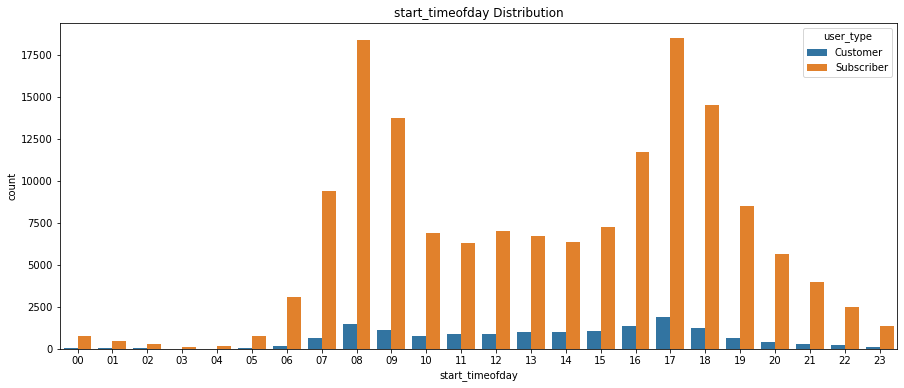 start_timeofday Distribution
user_type
Customer
Subscriber
count
17500
15000
12500
10000
7500
5000
2500
0
00 01 02 03 04 05 06 07 08 09 10 11 12 13 14 15 16 17 18 19 20 21 22 23
start_timeofday